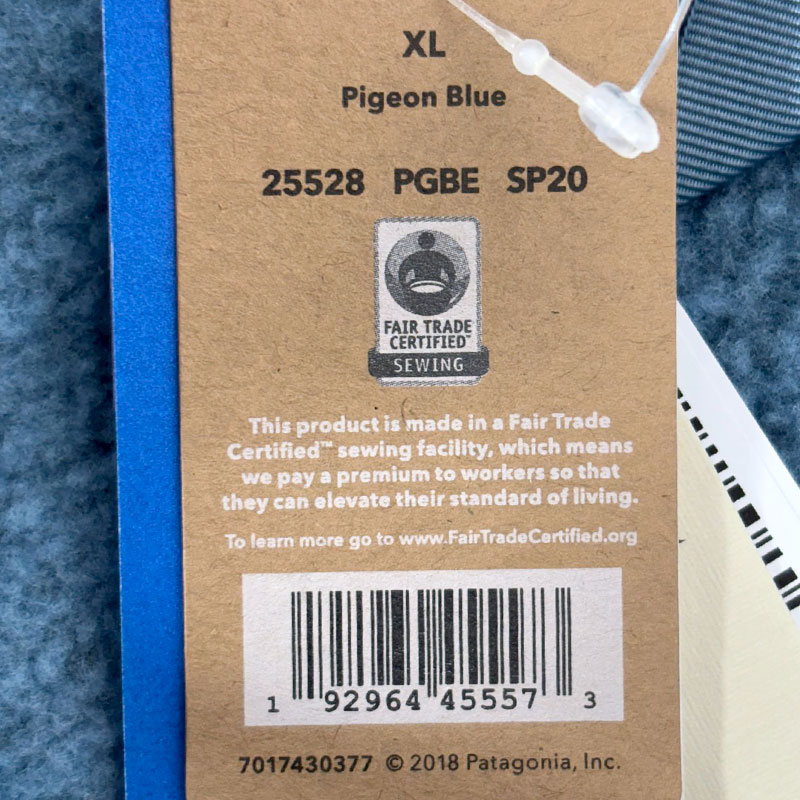 XL
Pigeon Blue
25528 PGBE SP20
FAIR TRADE
CERTIFIED™
SEWING
This product is made in a Fair Trade
Certified™ sewing facility, which means
we pay a premium to workers so that
they can elevate their standard of living.
To learn more go to www.FairTradeCertified.org
1 92964 45557 3
7017430377 © 2018 Patagonia, Inc.